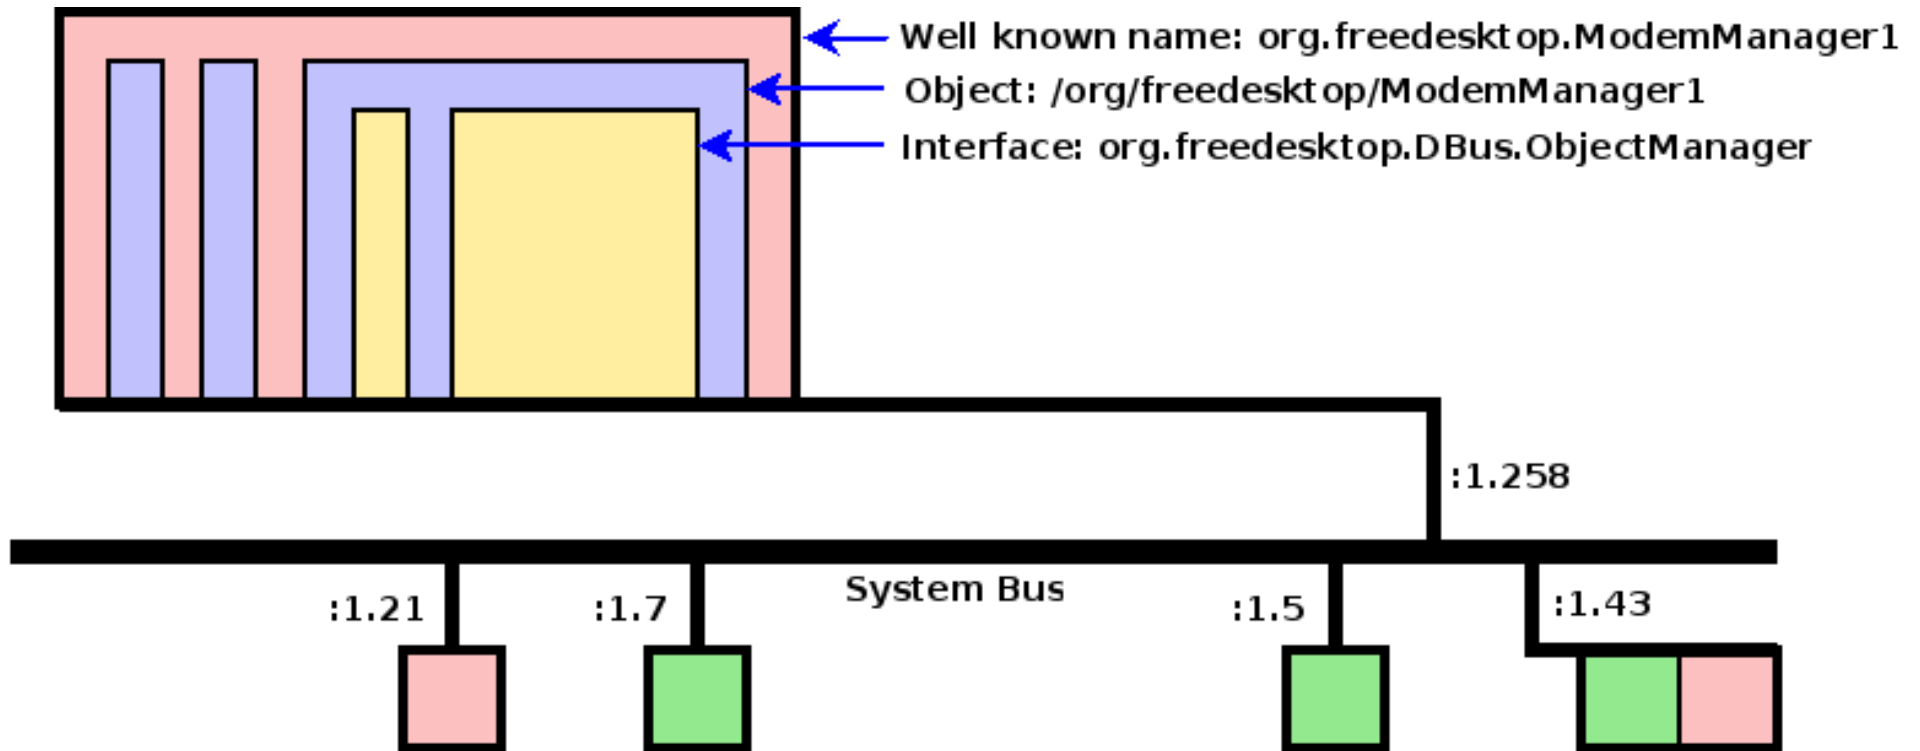 Well known name: org.freedesktop.ModemManager1
Object: /org/freedesktop/ModemManager1
Interface: org.freedesktop.DBus.ObjectManager
:1.258
System Bus
:1.21
:1.7
:1.5
:1.43